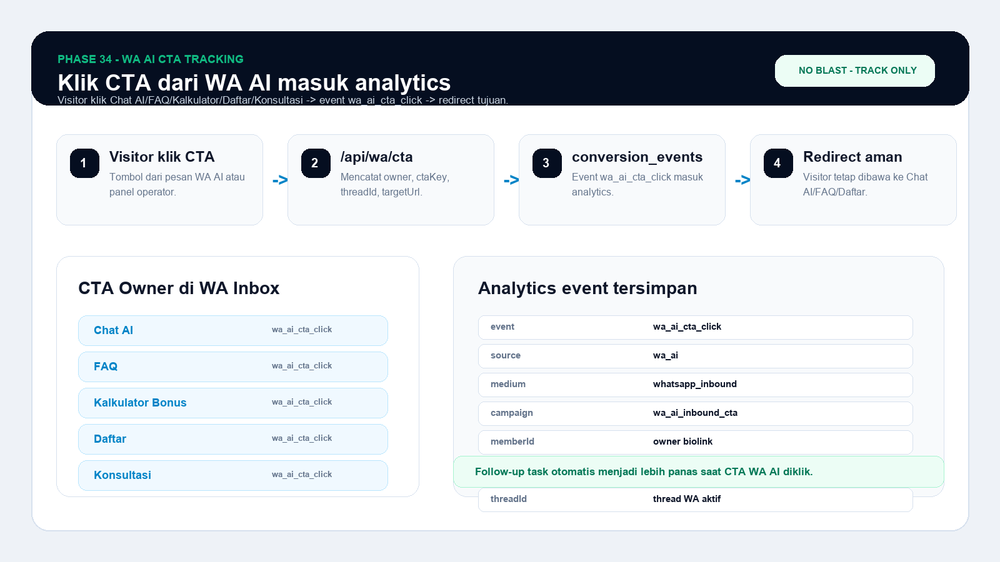 PHASE 34 - WA AI CTA TRACKING
Klik CTA dari WA AI masuk analytics
Visitor klik Chat AI/FAQ/Kalkulator/Daftar/Konsultasi -> event wa_ai_cta_click -> redirect tujuan.
NO BLAST - TRACK ONLY
1
Visitor klik CTA
Tombol dari pesan WA AI atau
panel operator.
->
2
/api/wa/cta
Mencatat owner, ctaKey,
threadId, targetUrl.
->
3
conversion_events
Event wa_ai_cta_click masuk
analytics.
->
4
Redirect aman
Visitor tetap dibawa ke Chat
AI/FAQ/Daftar.
CTA Owner di WA Inbox
Chat AI wa_ai_cta_click
FAQ wa_ai_cta_click
Kalkulator Bonus wa_ai_cta_click
Daftar wa_ai_cta_click
Konsultasi wa_ai_cta_click
Analytics event tersimpan
event wa_ai_cta_click
source wa_ai
medium whatsapp_inbound
campaign wa_ai_inbound_cta
memberId owner biolink
Follow-up task otomatis menjadi lebih panas saat CTA WA AI diklik.
threadId thread WA aktif